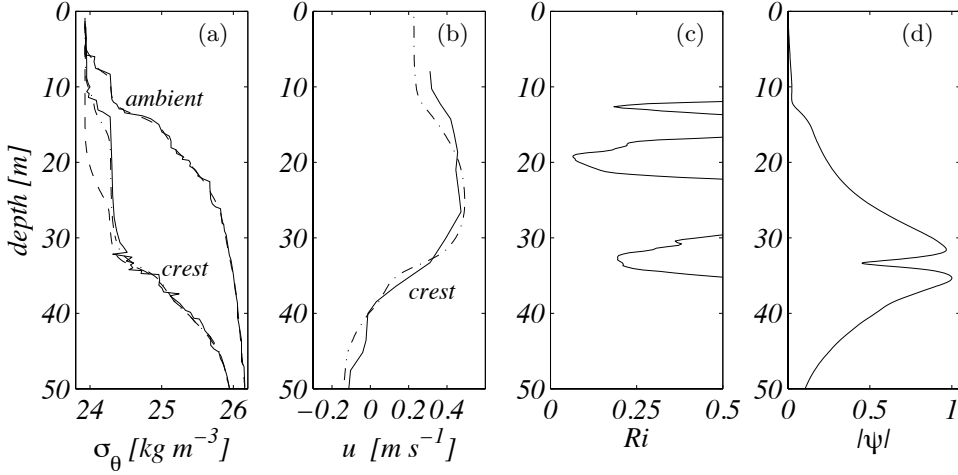 0 (a) 0 (b) 0 (c) 0 (d)
10 ambient 10 10 10
20 20 20 20
depth [m]
30 30 30 30
crest crest
40 40 40 40
50 50 50 50
24 25 26 −0.2 0 0.2 0.4 0 0.25 0.5 0 0.5 1
σθ [kg m−3] u [m s−1] Ri |ψ|